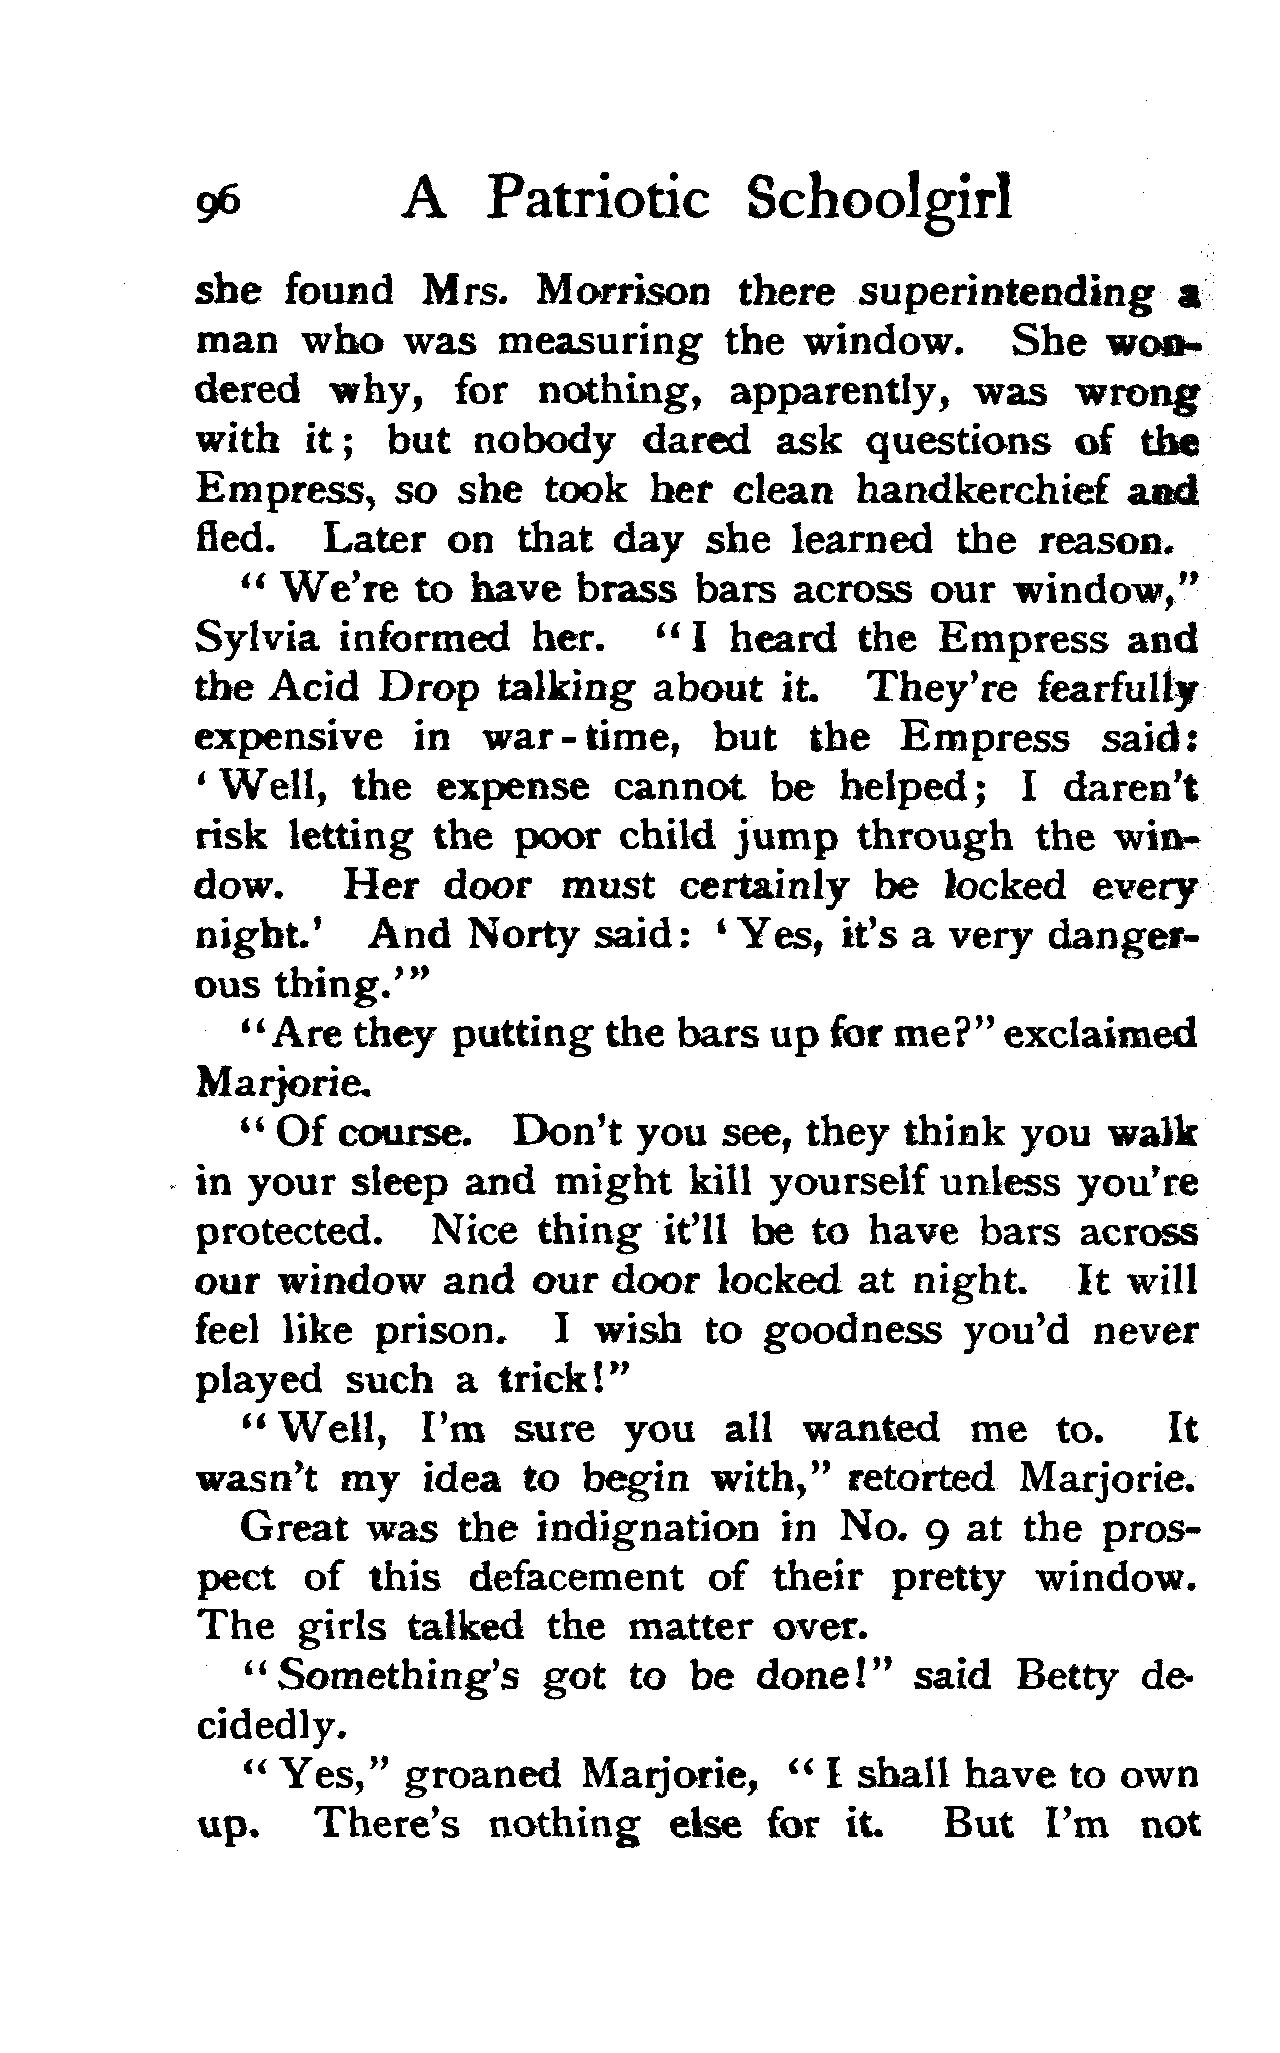 96 A Patriotic Schoolgirl
she found Mrs. Morrison there superintending a
man who was measuring the window. She won-
dered why, for nothing, apparently, was wrong
with it; but nobody dared ask questions of the
Empress, so she took her clean handkerchief and
fled. Later on that day she learned the reason.
"We're to have brass bars across our window,"
Sylvia informed her. "I heard the Empress and
the Acid Drop talking about it. They're fearfully
expensive in war-time, but the Empress said:
'Well, the expense cannot be helped; I daren't
risk letting the poor child jump through the win-
dow. Her door must certainly be locked every
night.' And Norty said: 'Yes, it's a very danger-
ous thing.'"
"Are they putting the bars up for me?" exclaimed
Marjorie.
"Of course. Don't you see, they think you walk
in your sleep and might kill yourself unless you're
protected. Nice thing it'll be to have bars across
our window and our door locked at night. It will
feel like prison. I wish to goodness you'd never
played such a trick!"
"Well, I'm sure you all wanted me to. It
wasn't my idea to begin with," retorted Marjorie.
Great was the indignation in No. 9 at the pros-
pect of this defacement of their pretty window.
The girls talked the matter over.
"Something's got to be done!" said Betty de-
cidedly.
"Yes," groaned Marjorie, "I shall have to own
up. There's nothing else for it. But I'm not